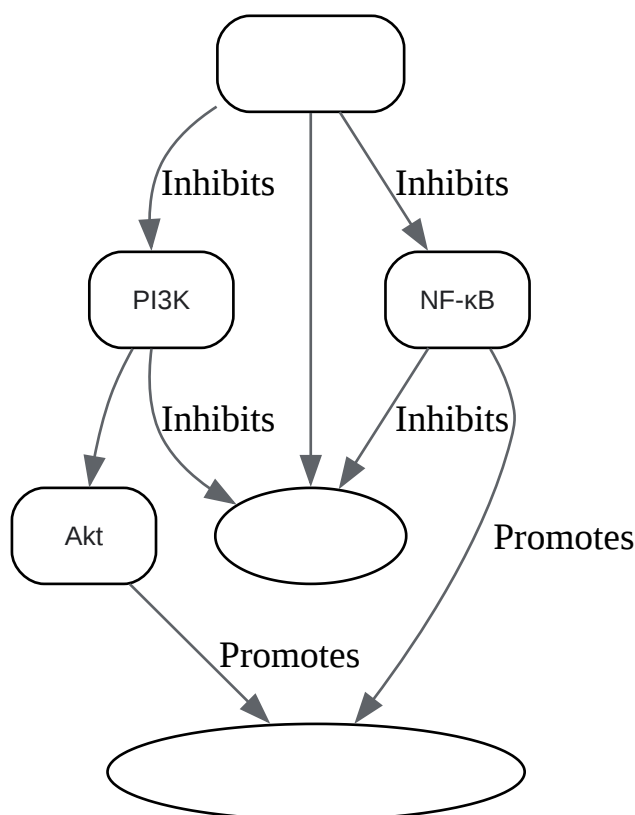 Inhibits
Inhibits
PI3K
NF-κB
Inhibits
Inhibits
Akt
Promotes
Promotes